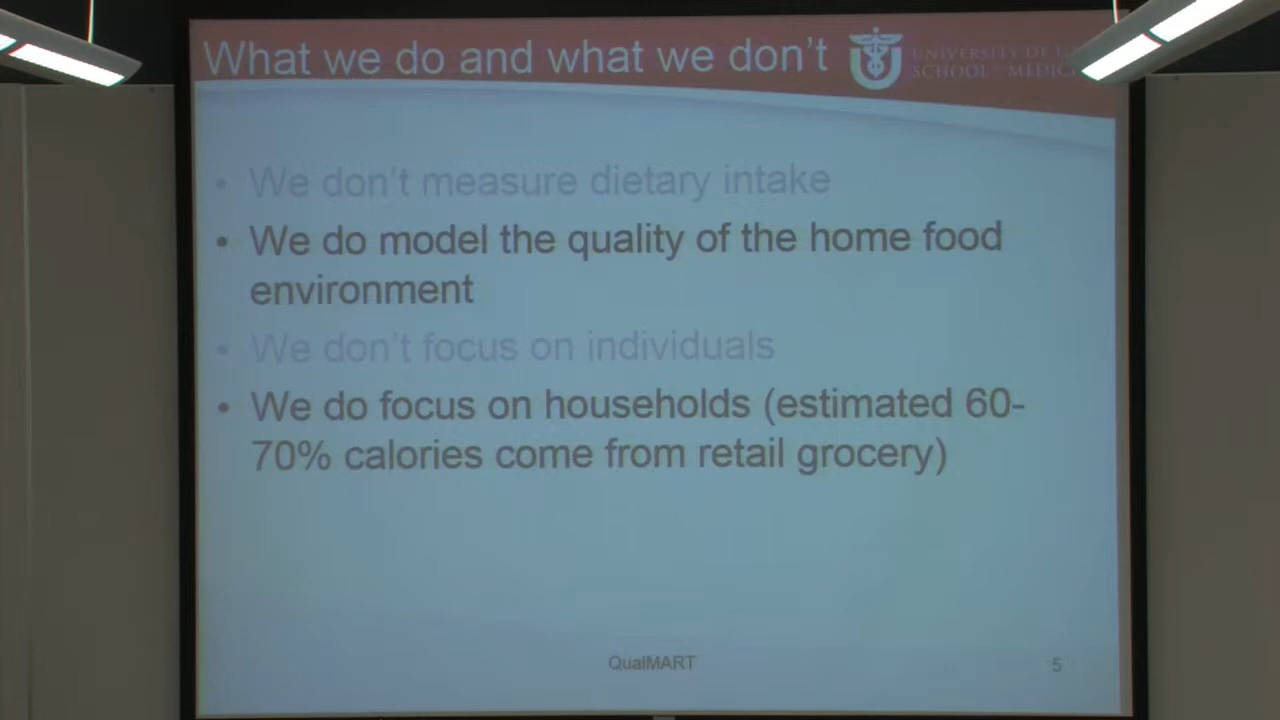 What we do and what we don't
UNIVERSITY OF
SCHOOL OF MEDICI
• We don't measure dietary intake
• We do model the quality of the home food
environment
• We don't focus on individuals
• We do focus on households (estimated 60-
70% calories come from retail grocery)
QualMART
5